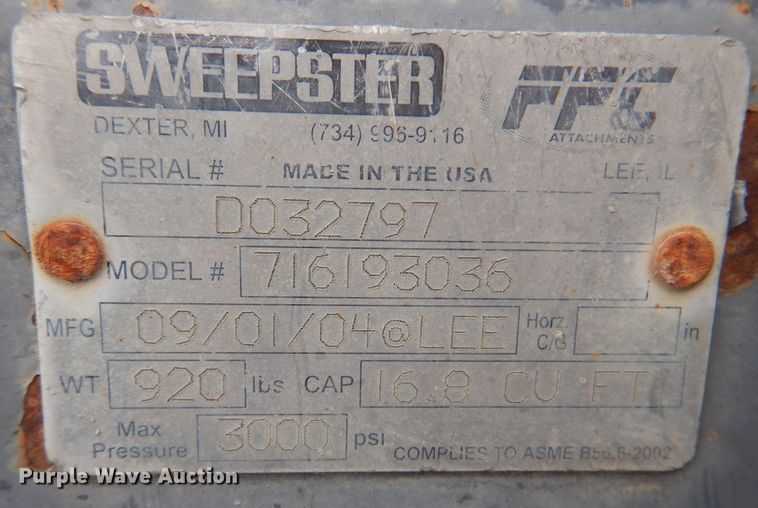 SWEEPSTER FFC
DEXTER, MI (734) 996-9116 ATTACHMENTS
SERIAL # MADE IN THE USA LEE, IL
D032797
MODEL # 716193036
MFG 09/01/04@LEE Horz. C/G in
WT 920 lbs CAP 16.8 CU FT
Max Pressure 3000 psi
COMPLIES TO ASME B56.6-2002
Purple Wave Auction